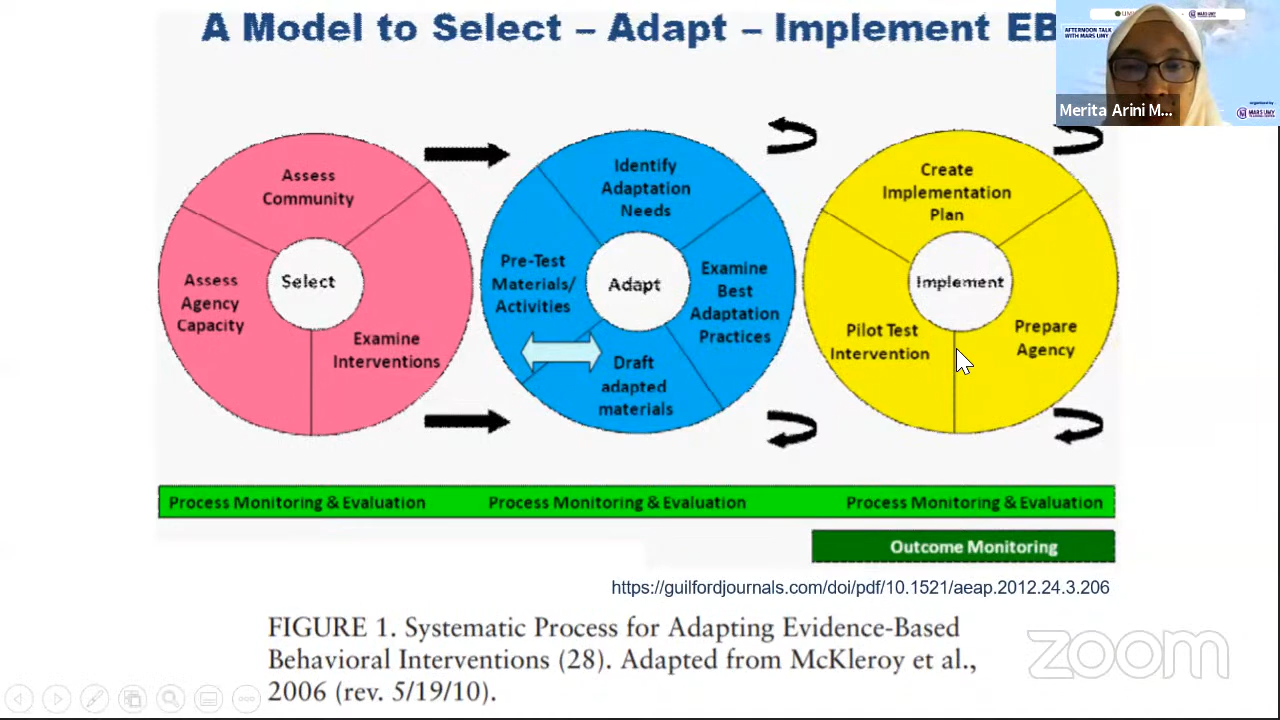 A Model to Select – Adapt – Implement EB
AFTERNOON TALK
WITH MARS UMY
Merita Arini M...
organized by
MARS UMY
Assess
Community
Assess
Agency
Capacity
Select
Examine
Interventions
Identify
Adaptation
Needs
Pre-Test
Materials/
Activities
Adapt
Examine
Best
Adaptation
Practices
Draft
adapted
materials
Create
Implementation
Plan
Implement
Pilot Test
Intervention
Prepare
Agency
Process Monitoring & Evaluation
Process Monitoring & Evaluation
Process Monitoring & Evaluation
Outcome Monitoring
https://guilfordjournals.com/doi/pdf/10.1521/aeap.2012.24.3.206
FIGURE 1. Systematic Process for Adapting Evidence-Based
Behavioral Interventions (28). Adapted from McKleroy et al.,
2006 (rev. 5/19/10).
zoom